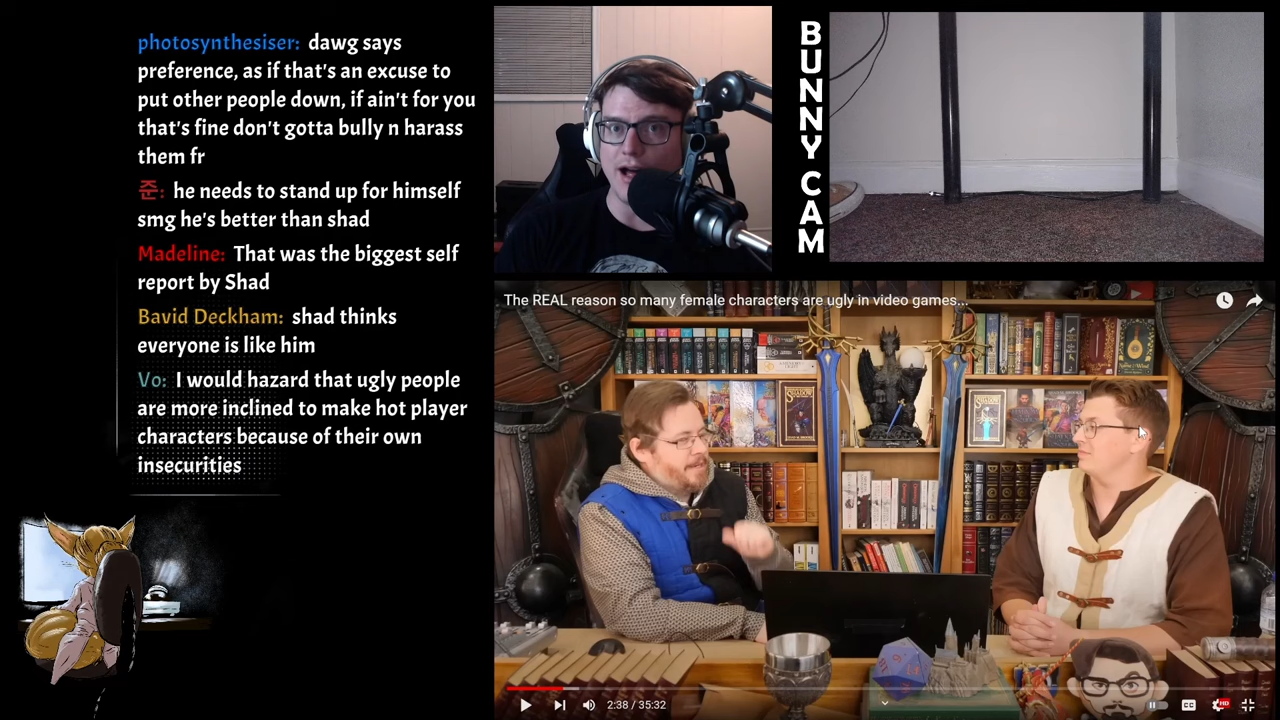 photosynthesiser: dawg says
preference, as if that's an excuse to
put other people down, if ain't for you
that's fine don't gotta bully n harass
them fr
준: he needs to stand up for himself
smg he's better than shad
Madeline: That was the biggest self
report by Shad
Bavid Deckham: shad thinks
everyone is like him
Vo: I would hazard that ugly people
are more inclined to make hot player
characters because of their own
insecurities
BUNNY CAM
The REAL reason so many female characters are ugly in video games...
2:38 / 35:32
CC
HD